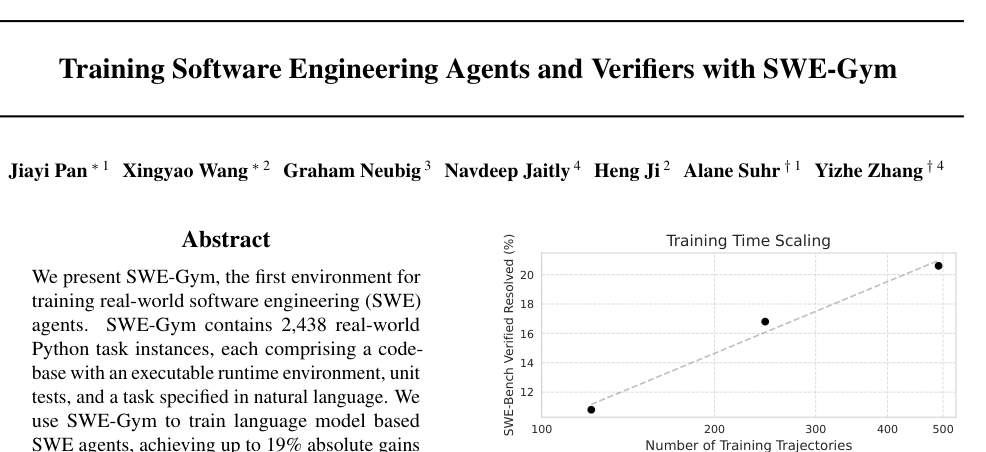 Training Software Engineering Agents and Verifiers with SWE-Gym
Jiayi Pan * 1 Xingyao Wang * 2 Graham Neubig 3 Navdeep Jaitly 4 Heng Ji 2 Alane Suhr † 1 Yizhe Zhang † 4
Abstract
We present SWE-Gym, the first environment for
training real-world software engineering (SWE)
agents. SWE-Gym contains 2,438 real-world
Python task instances, each comprising a code-
base with an executable runtime environment, unit
tests, and a task specified in natural language. We
use SWE-Gym to train language model based
SWE agents, achieving up to 19% absolute gains
Training Time Scaling
SWE-Bench Verified Resolved (%)
20
18
16
14
12
100 200 300 400 500
Number of Training Trajectories